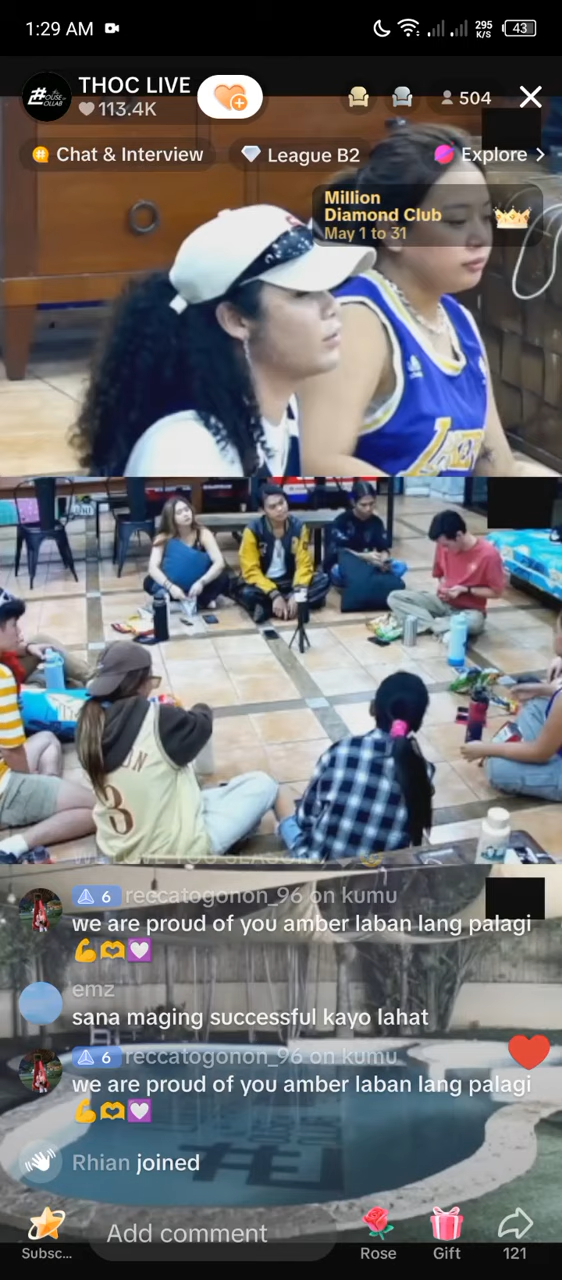 1:29 AM
295
K/S
43
THOC LIVE
113.4K
504
Chat & Interview
League B2
Explore
Million
Diamond Club
May 1 to 31
3
6 reccatogonon_96 on kumu
we are proud of you amber laban lang palagi
💪🫶💜
emz
sana maging successful kayo lahat
6 reccatogonon_96 on kumu
we are proud of you amber laban lang palagi
💪🫶💜
Rhian joined
Add comment
Subsc...
Rose
Gift
121